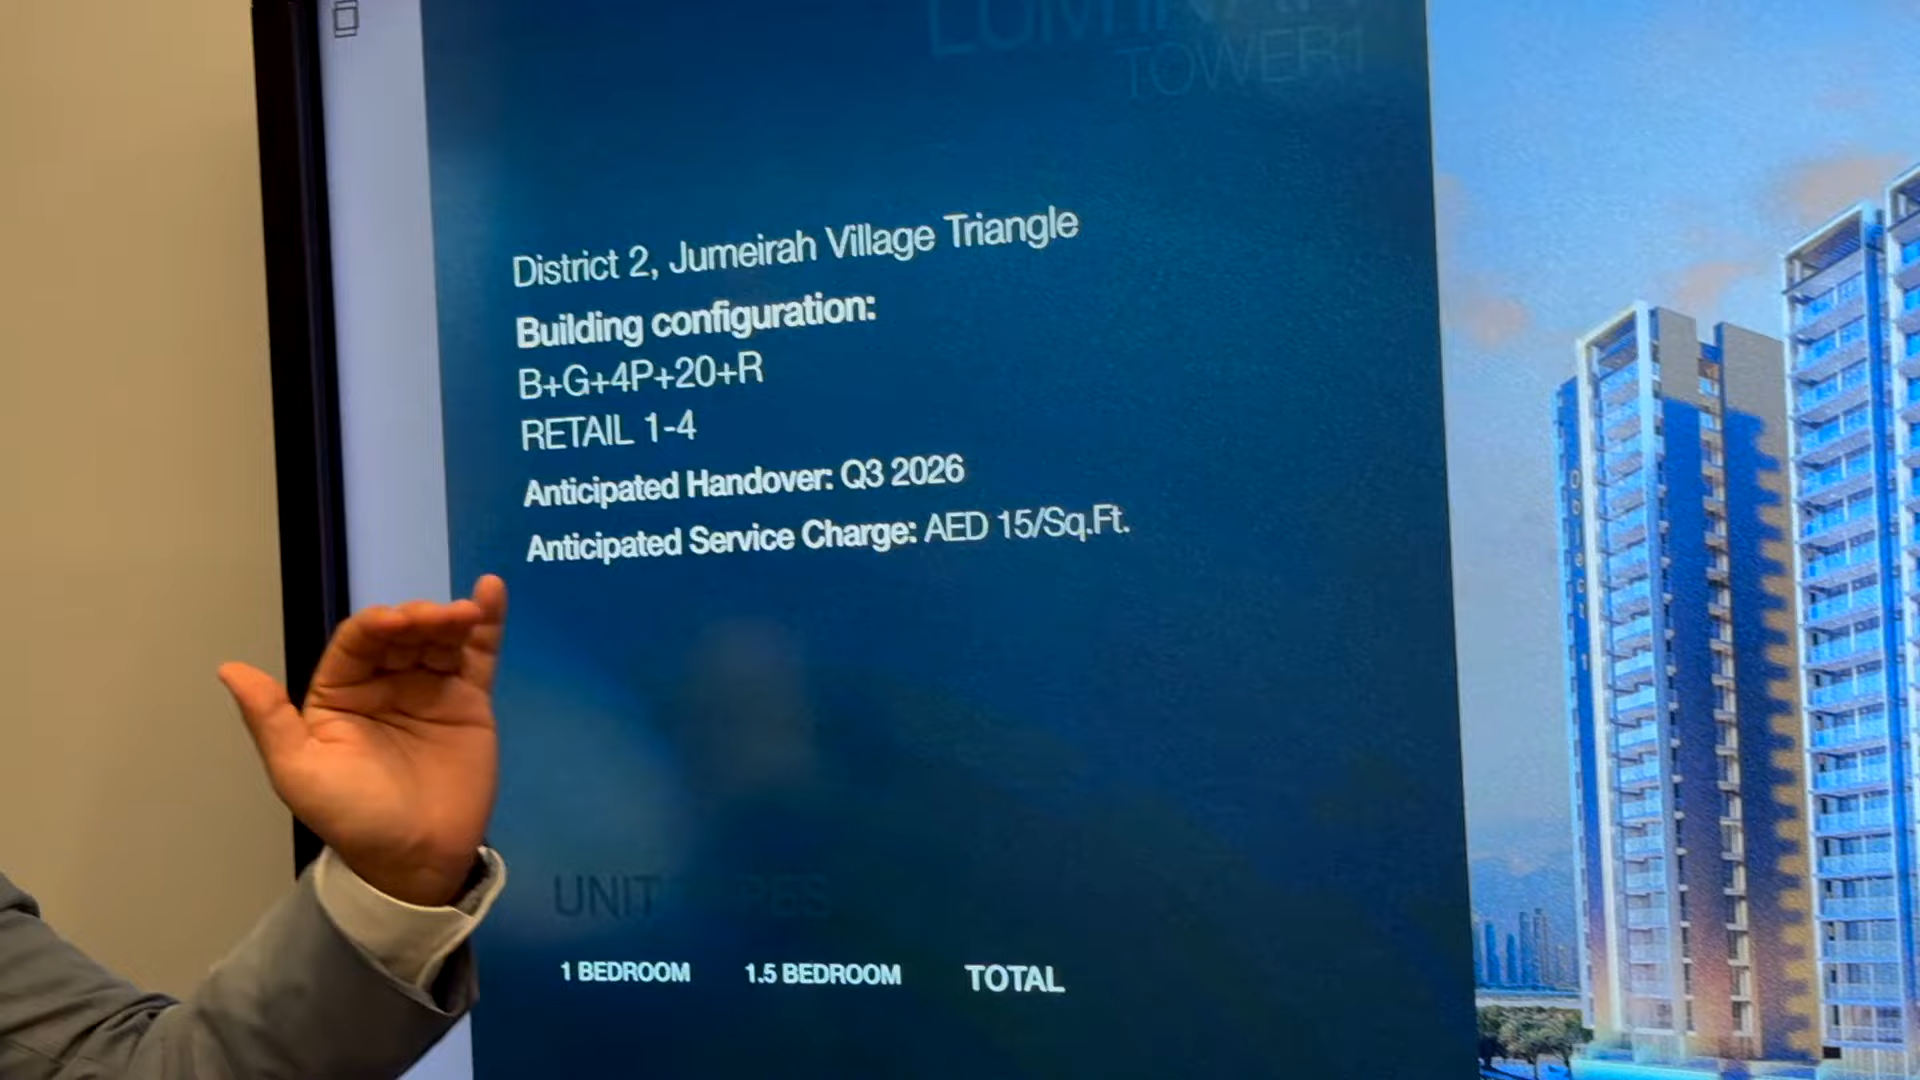 TOWER1
District 2, Jumeirah Village Triangle
Building configuration:
B+G+4P+20+R
RETAIL 1-4
Anticipated Handover: Q3 2026
Anticipated Service Charge: AED 15/Sq.Ft.
1 BEDROOM 1.5 BEDROOM TOTAL